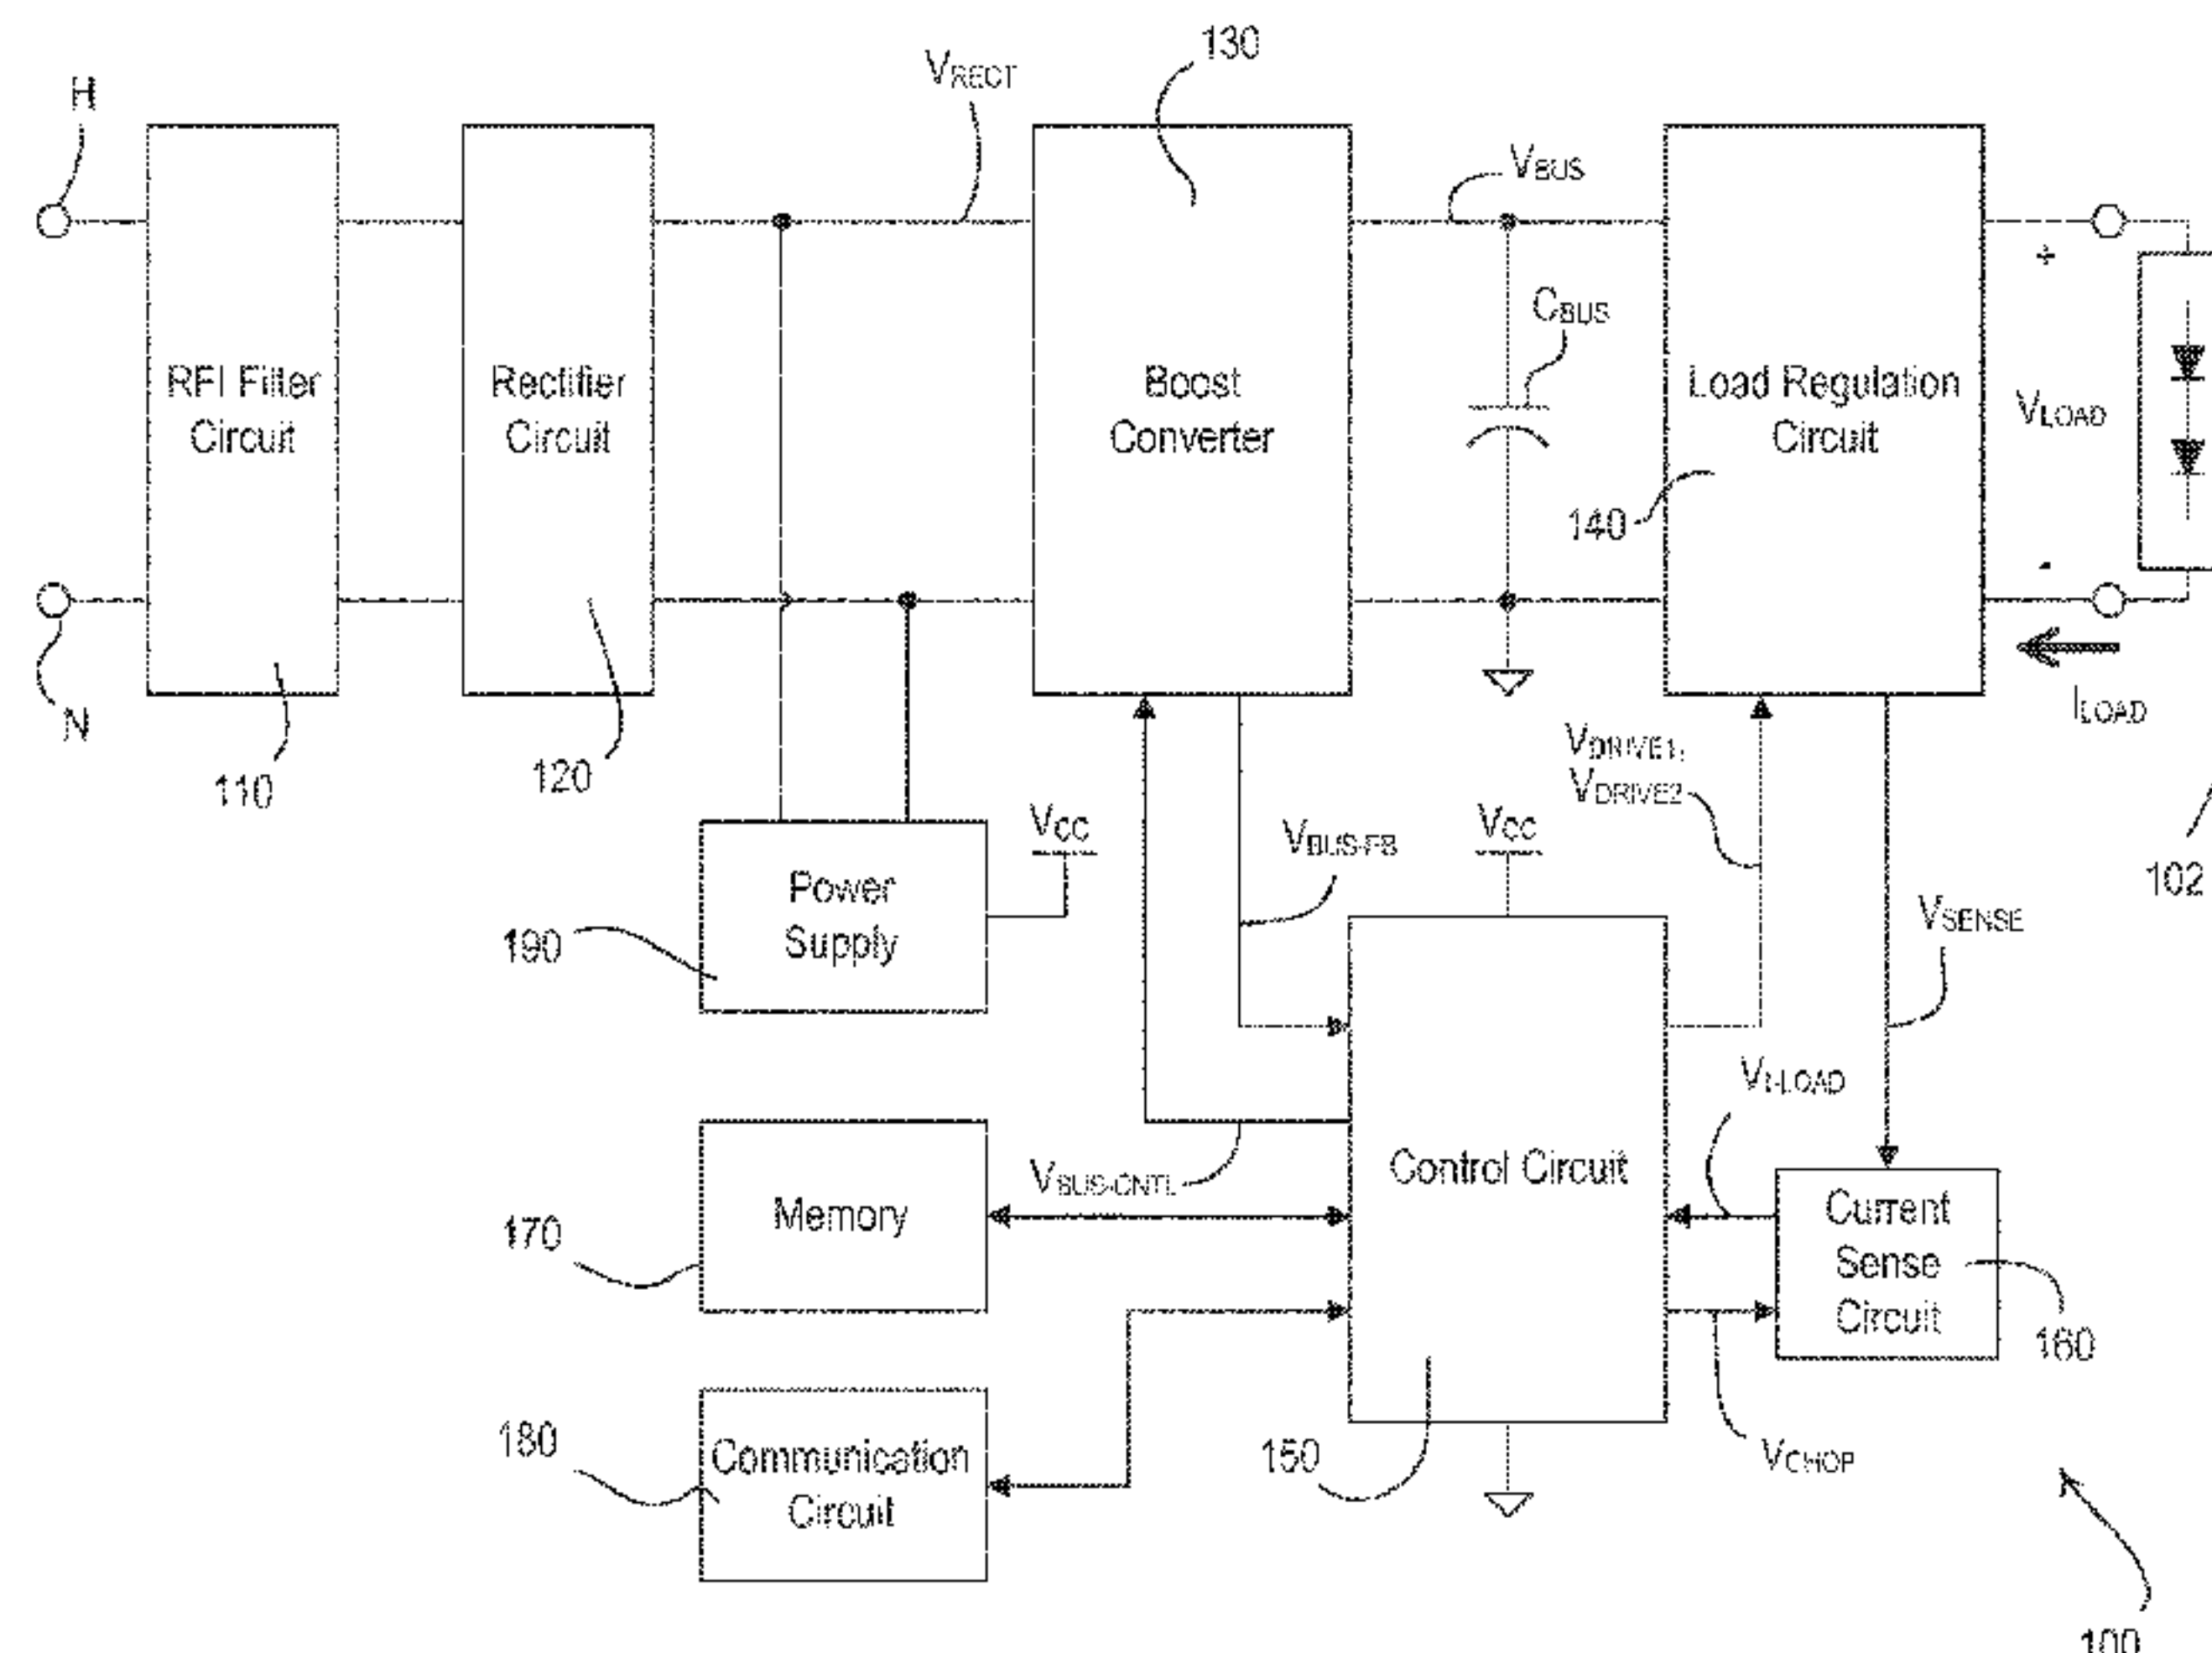 H
VRECT
130
VBUS
CBUS
RFI Filter
Circuit
Rectifier
Circuit
Boost
Converter
Load Regulation
Circuit
+
VLOAD
140
-
N
110
120
ILOAD
VDRIVE1,
VDRIVE2
VCC
VBUS-FB
VCC
102
Power
Supply
190
VSENSE
VI-LOAD
Control Circuit
VBUS-CNTL
Memory
170
Current
Sense
Circuit
160
180
Communication
Circuit
150
VCHOP
100